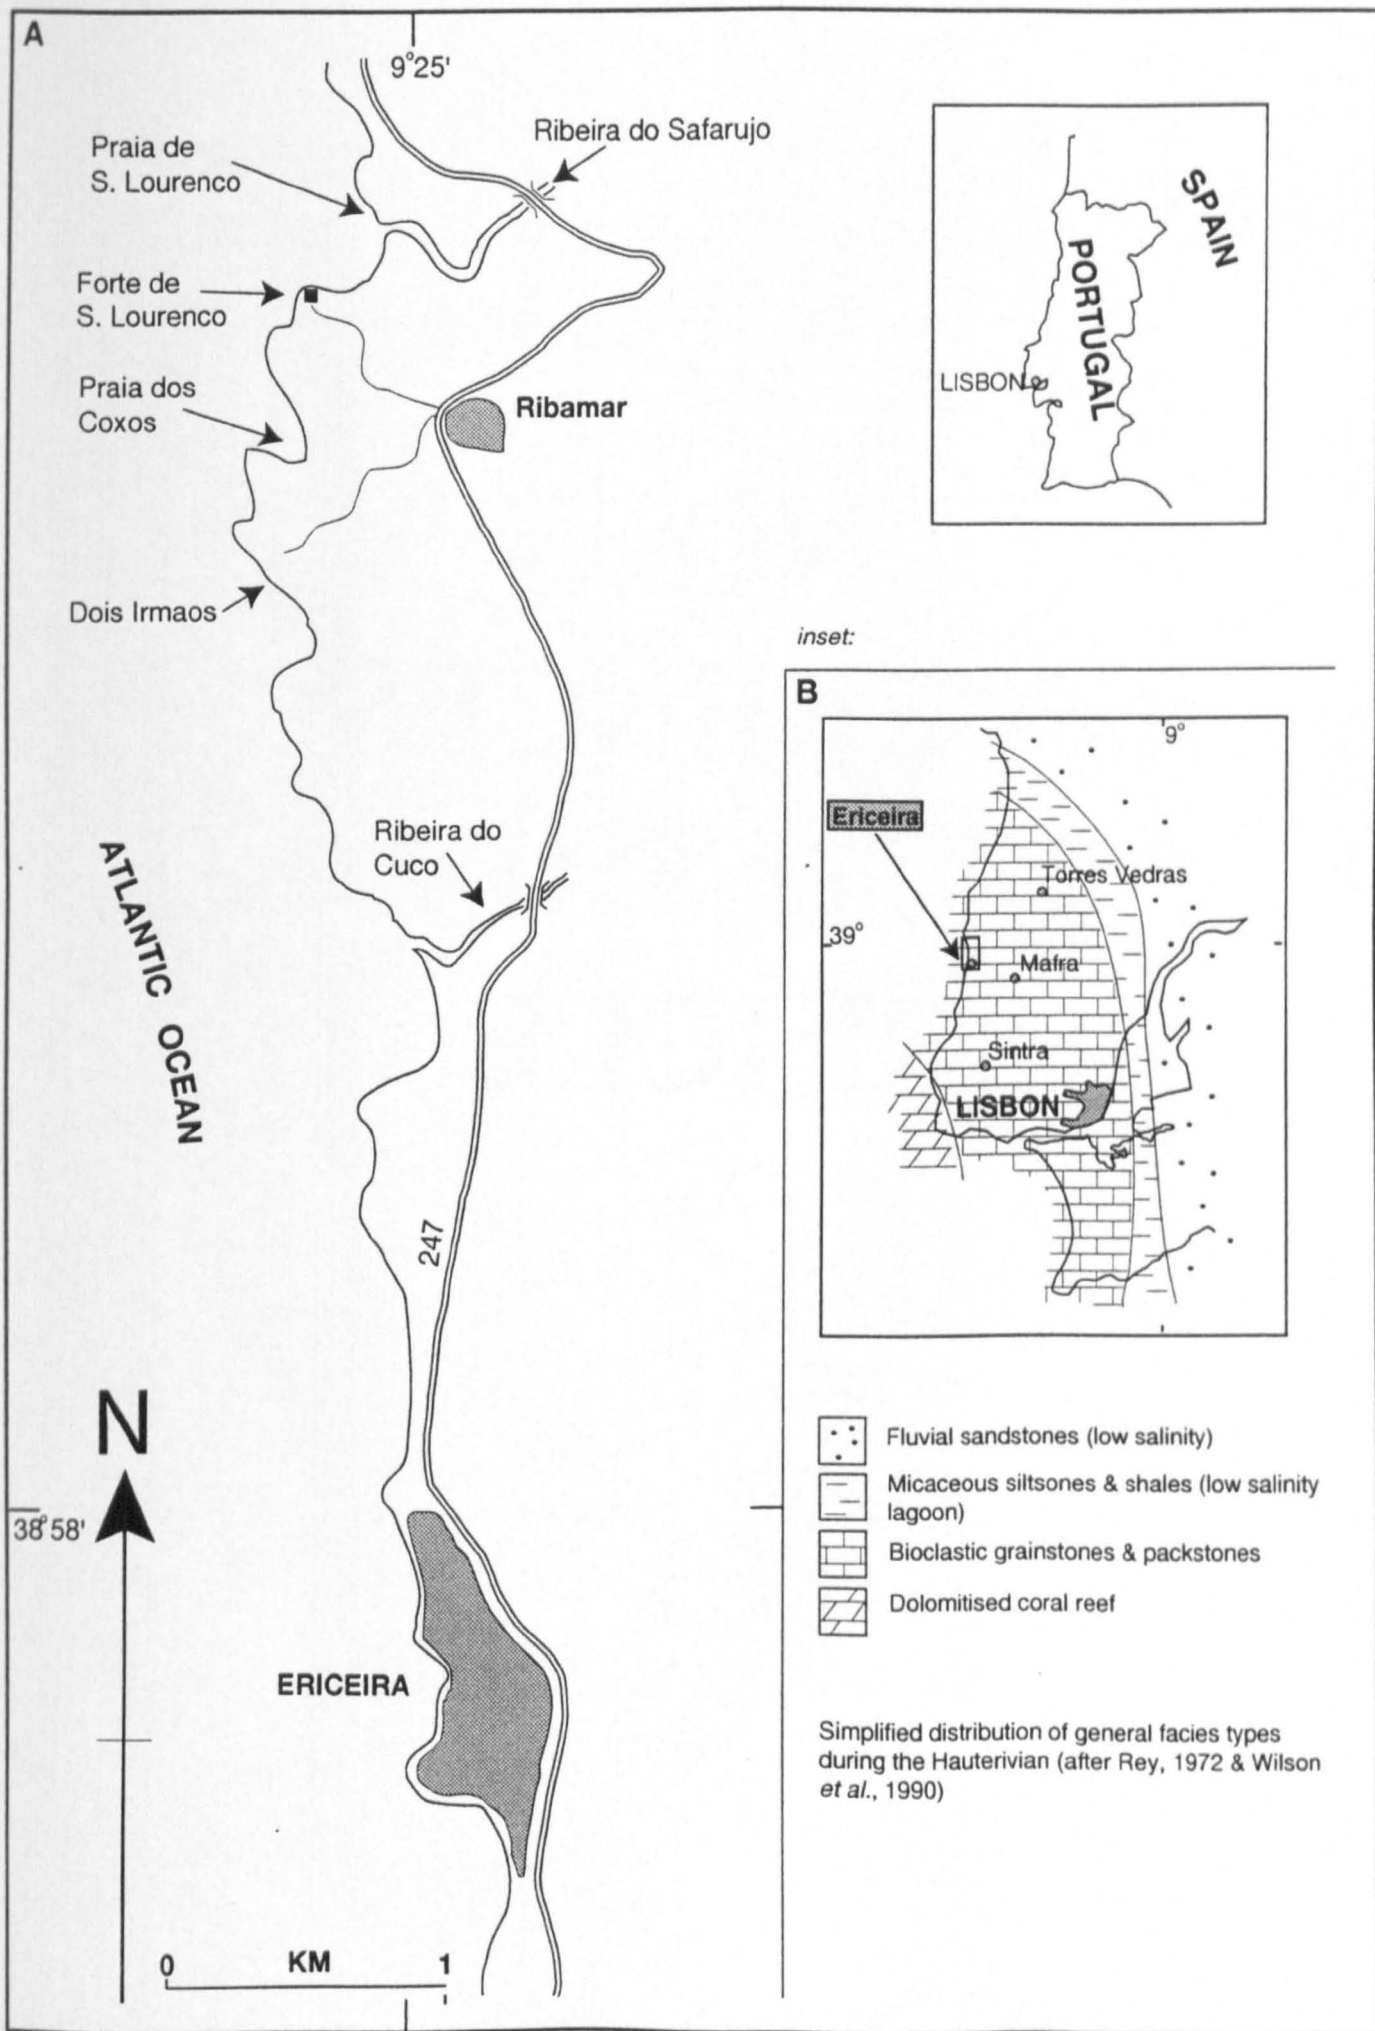 A
9°25'
Praia de
S. Lourenco
Ribeira do Safarujo
Forte de
S. Lourenco
Praia dos
Coxos
Ribamar
Dois Irmaos
Ribeira do
Cuco
ATLANTIC OCEAN
247
N
38°58'
ERICEIRA
0 KM 1
SPAIN
PORTUGAL
LISBON
inset:
B
9°
Ericeira
Torres Vedras
39°
Mafra
Sintra
LISBON
Fluvial sandstones (low salinity)
Micaceous siltsones & shales (low salinity
lagoon)
Bioclastic grainstones & packstones
Dolomitised coral reef
Simplified distribution of general facies types
during the Hauterivian (after Rey, 1972 & Wilson
et al., 1990)